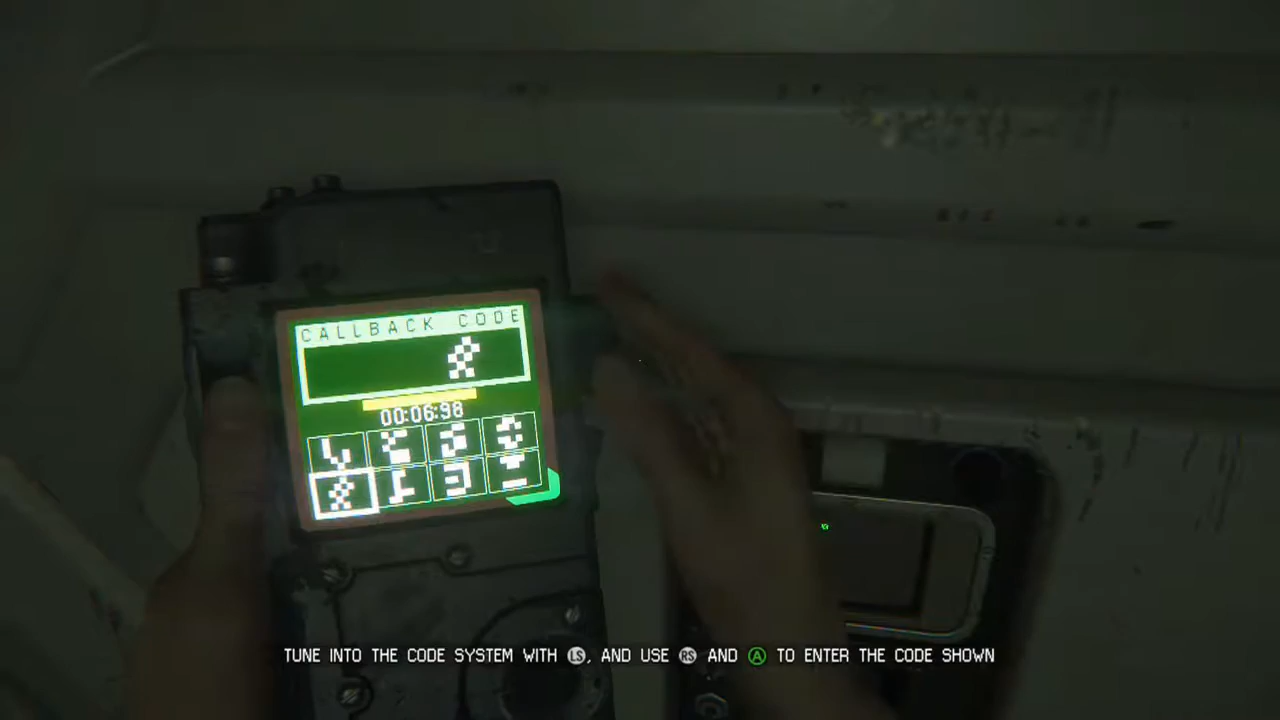 CALLBACK CODE
00:06:98
TUNE INTO THE CODE SYSTEM WITH LS, AND USE RS AND A TO ENTER THE CODE SHOWN